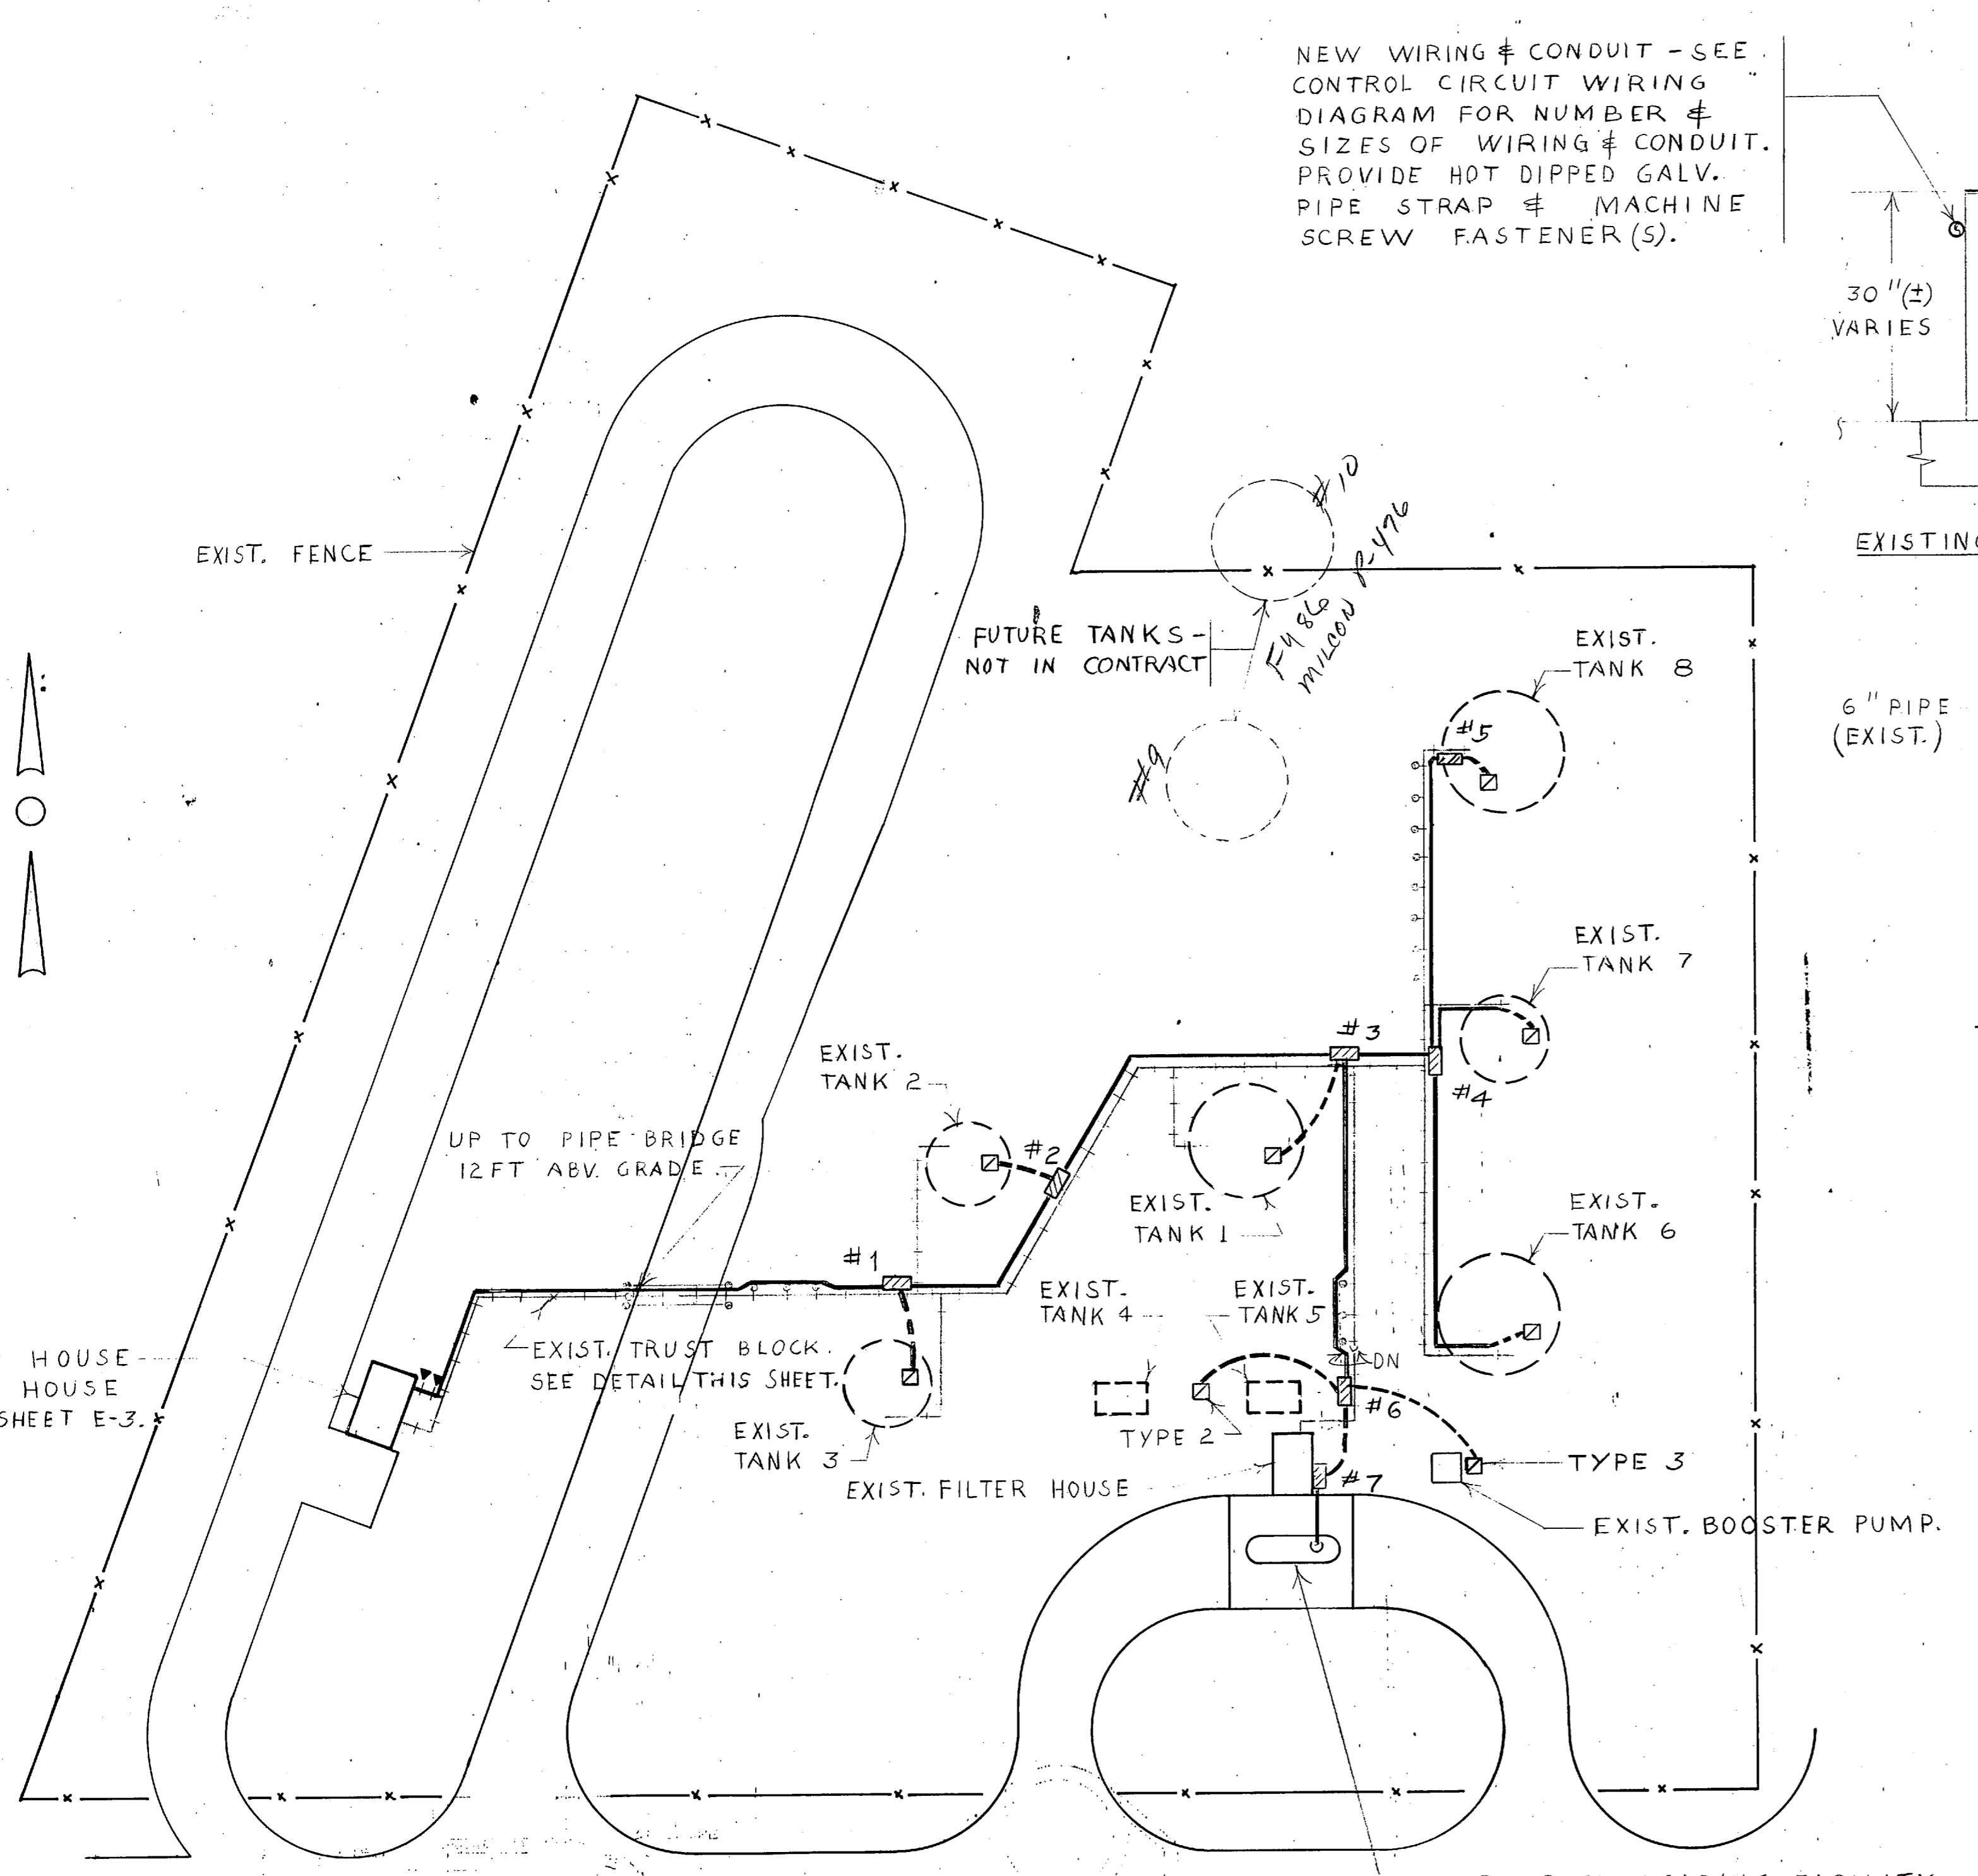 NEW WIRING & CONDUIT - SEE
CONTROL CIRCUIT WIRING
DIAGRAM FOR NUMBER &
SIZES OF WIRING & CONDUIT.
PROVIDE HOT DIPPED GALV.
PIPE STRAP & MACHINE
SCREW FASTENER(S).
30"(±)
VARIES
EXISTING
6" PIPE
(EXIST.)
EXIST. FENCE
#10
P-476
F4 86
MILCON
FUTURE TANKS-
NOT IN CONTRACT
#9
EXIST.
TANK 8
#5
EXIST.
TANK 7
#3
#4
EXIST.
TANK 2
#2
UP TO PIPE BRIDGE
12FT ABV. GRADE.
EXIST.
TANK 1
EXIST.
TANK 6
#1
EXIST.
TANK 4
EXIST.
TANK 5
EXIST. TRUST BLOCK.
SEE DETAIL THIS SHEET.
HOUSE
HOUSE
SHEET E-3.
DN
#6
TYPE 2
EXIST.
TANK 3
EXIST. FILTER HOUSE
#7
TYPE 3
EXIST. BOOSTER PUMP.